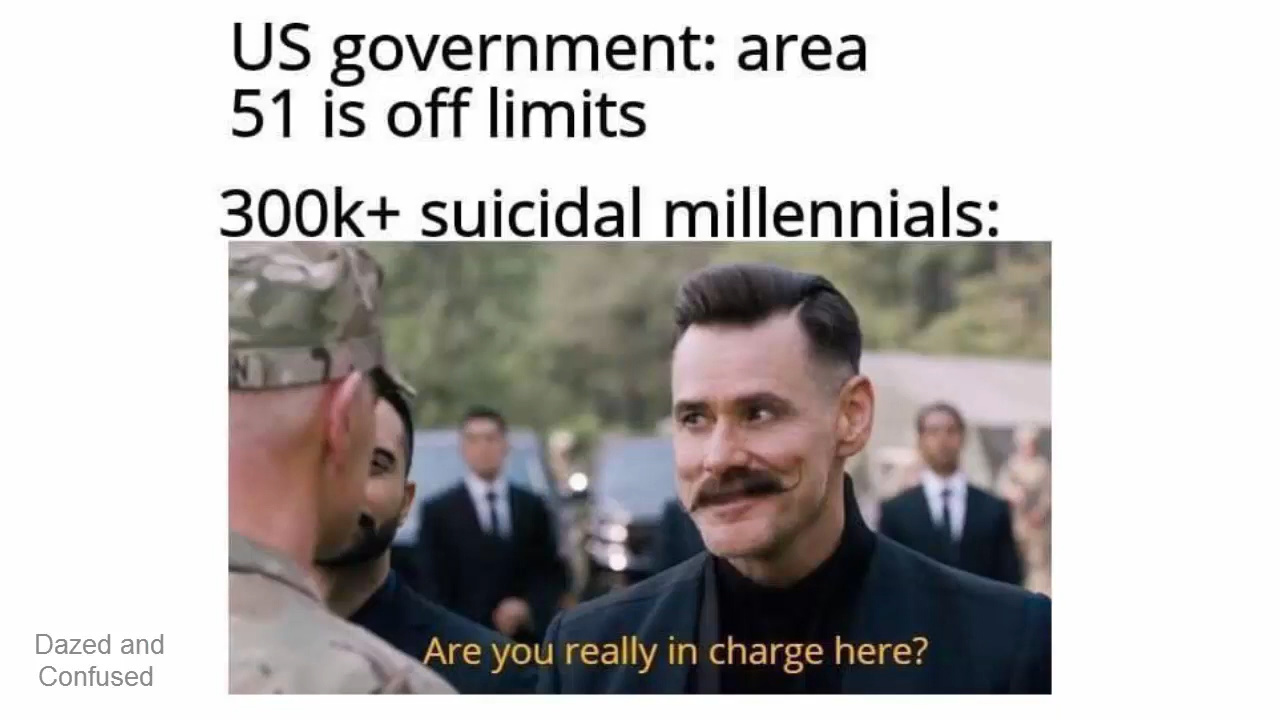 US government: area
51 is off limits
300k+ suicidal millennials:
N
Are you really in charge here?
Dazed and
Confused